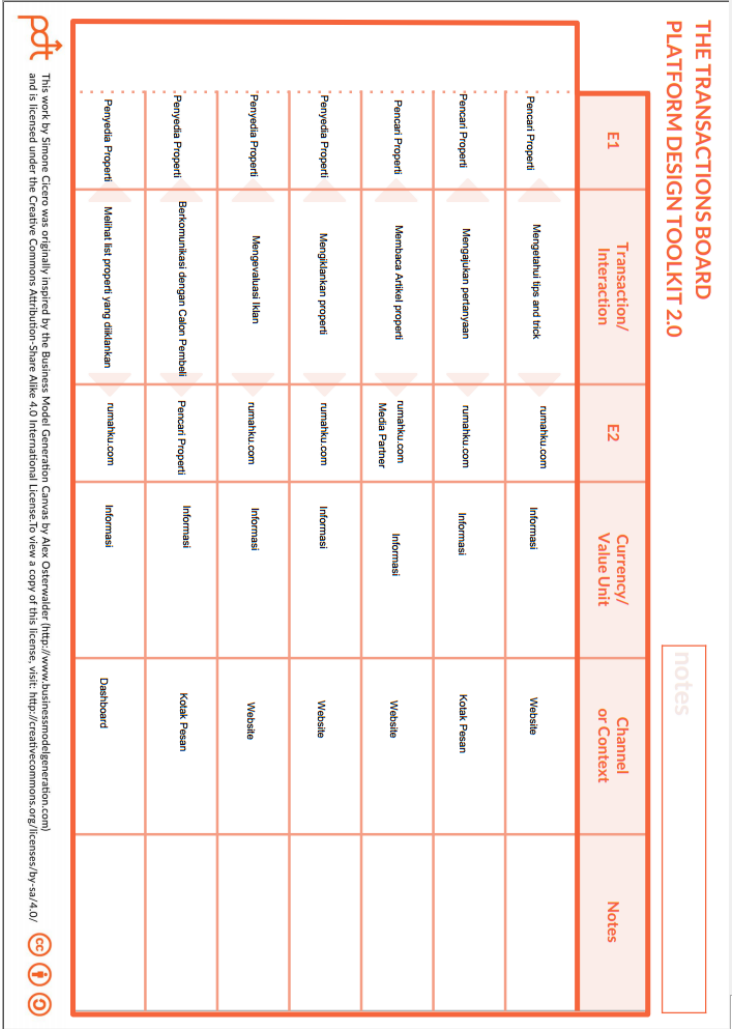 THE TRANSACTIONS BOARD
PLATFORM DESIGN TOOLKIT 2.0
notes
E1
Transaction/
Interaction
E2
Currency/
Value Unit
Channel
or Context
Notes
Pencari Properti
Mengetahui tips and trick
rumahku.com
Informasi
Website
Pencari Properti
Mengajukan pertanyaan
rumahku.com
Informasi
Kotak Pesan
Pencari Properti
Membaca Artikel properti
rumahku.com
Media Partner
Informasi
Website
Penyedia Properti
Mengiklankan properti
rumahku.com
Informasi
Website
Penyedia Properti
Mengevaluasi Iklan
rumahku.com
Informasi
Website
Penyedia Properti
Berkomunikasi dengan Calon Pembeli
Pencari Properti
Informasi
Kotak Pesan
Penyedia Properti
Melihat list properti yang diiklankan
rumahku.com
Informasi
Dashboard
pdt
This work by Simone Cicero was originally inspired by the Business Model Generation Canvas by Alex Osterwalder (http://www.businessmodelgeneration.com)
and is licensed under the Creative Commons Attribution-Share Alike 4.0 International License.To view a copy of this license, visit: http://creativecommons.org/licenses/by-sa/4.0/
cc